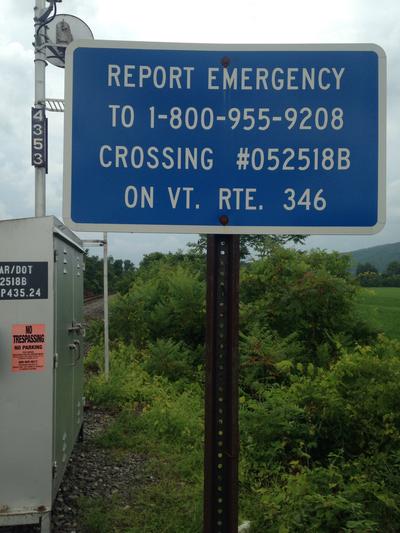 REPORT EMERGENCY
TO 1-800-955-9208
CROSSING #052518B
ON VT. RTE. 346
4353
AR/DOT
2518B
P435.24
NO
TRESPASSING
NO PARKING